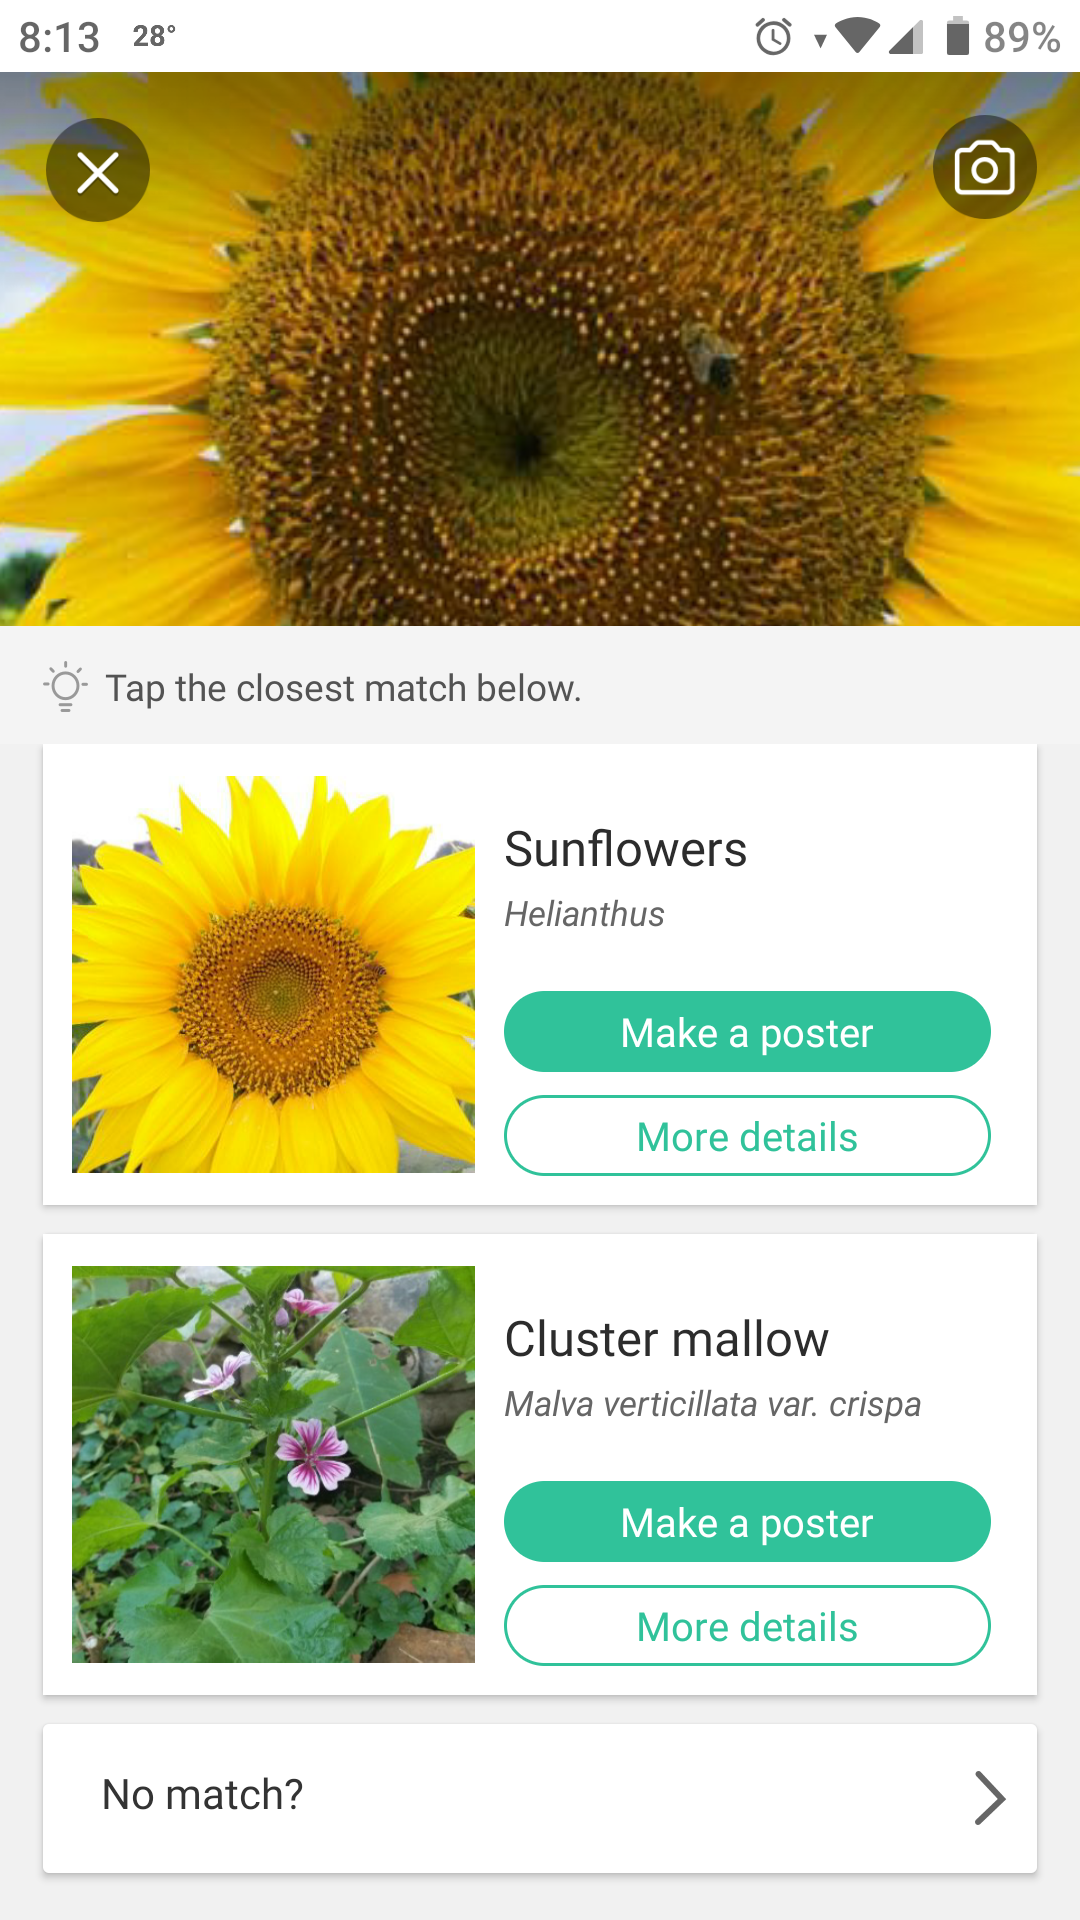 8:13 28° 89%
Tap the closest match below.
Sunflowers
Helianthus
Make a poster
More details
Cluster mallow
Malva verticillata var. crispa
Make a poster
More details
No match?